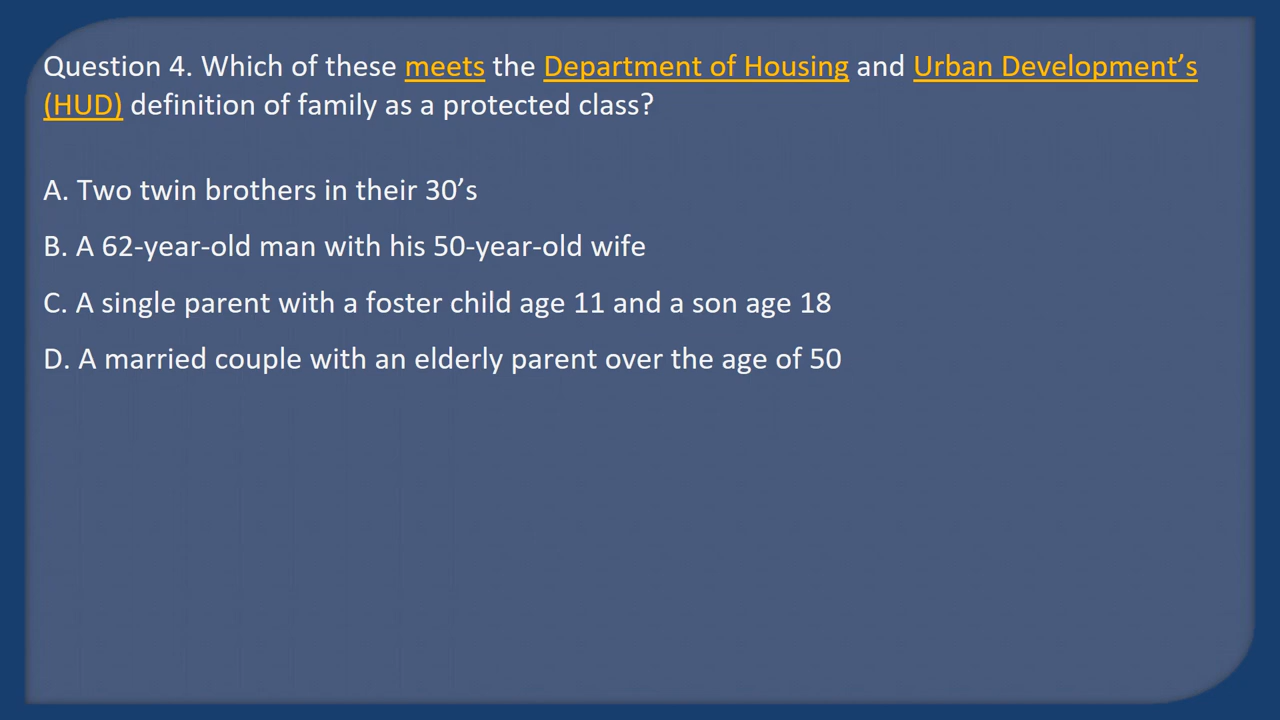 Question 4. Which of these meets the Department of Housing and Urban Development’s
(HUD) definition of family as a protected class?
A. Two twin brothers in their 30’s
B. A 62-year-old man with his 50-year-old wife
C. A single parent with a foster child age 11 and a son age 18
D. A married couple with an elderly parent over the age of 50